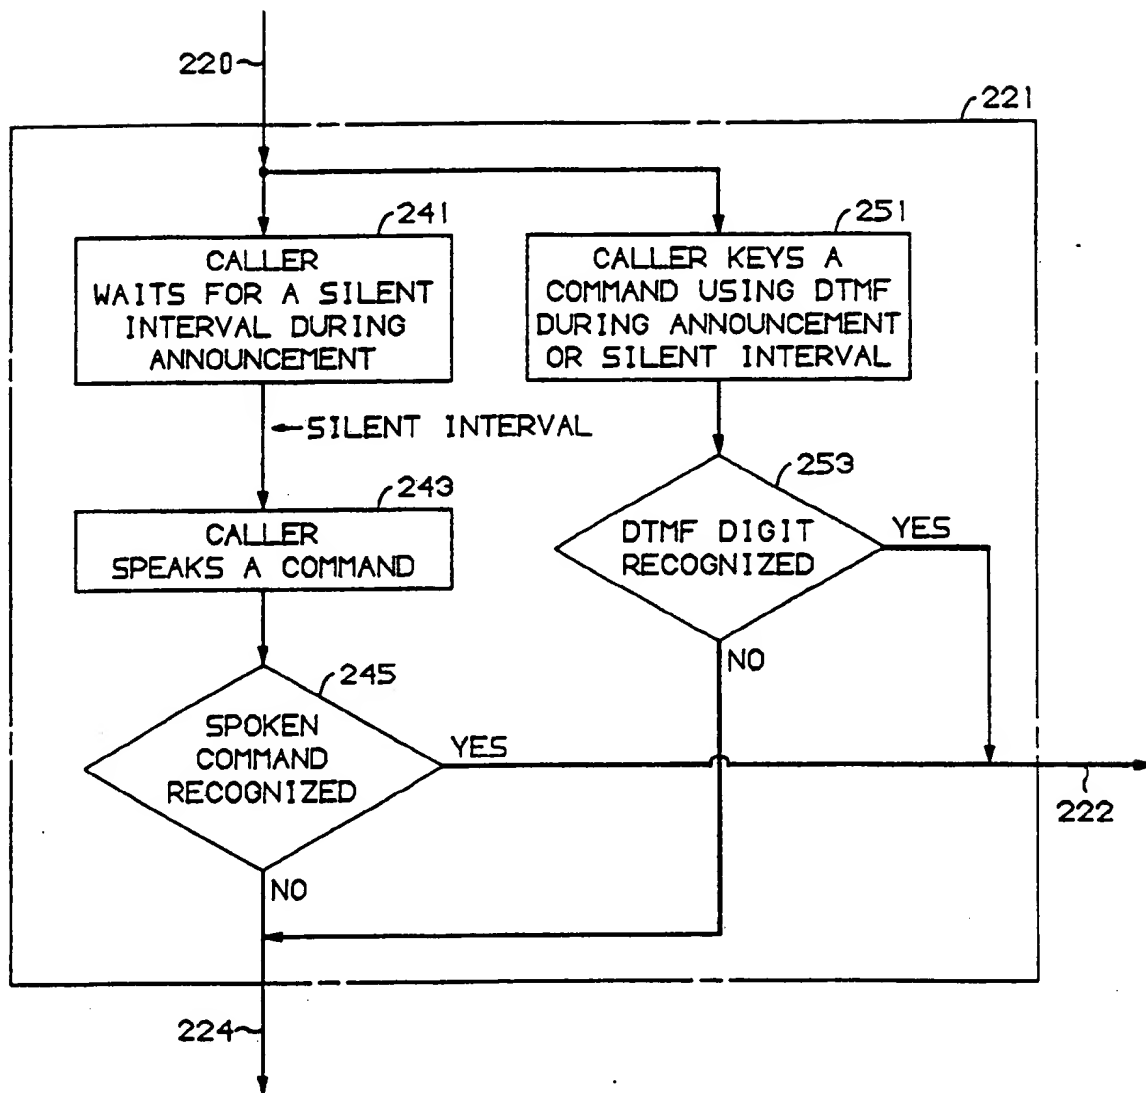 220
221
241
CALLER
WAITS FOR A SILENT
INTERVAL DURING
ANNOUNCEMENT
251
CALLER KEYS A
COMMAND USING DTMF
DURING ANNOUNCEMENT
OR SILENT INTERVAL
SILENT INTERVAL
243
CALLER
SPEAKS A COMMAND
253
DTMF DIGIT
RECOGNIZED
YES
NO
245
SPOKEN
COMMAND
RECOGNIZED
YES
NO
222
224